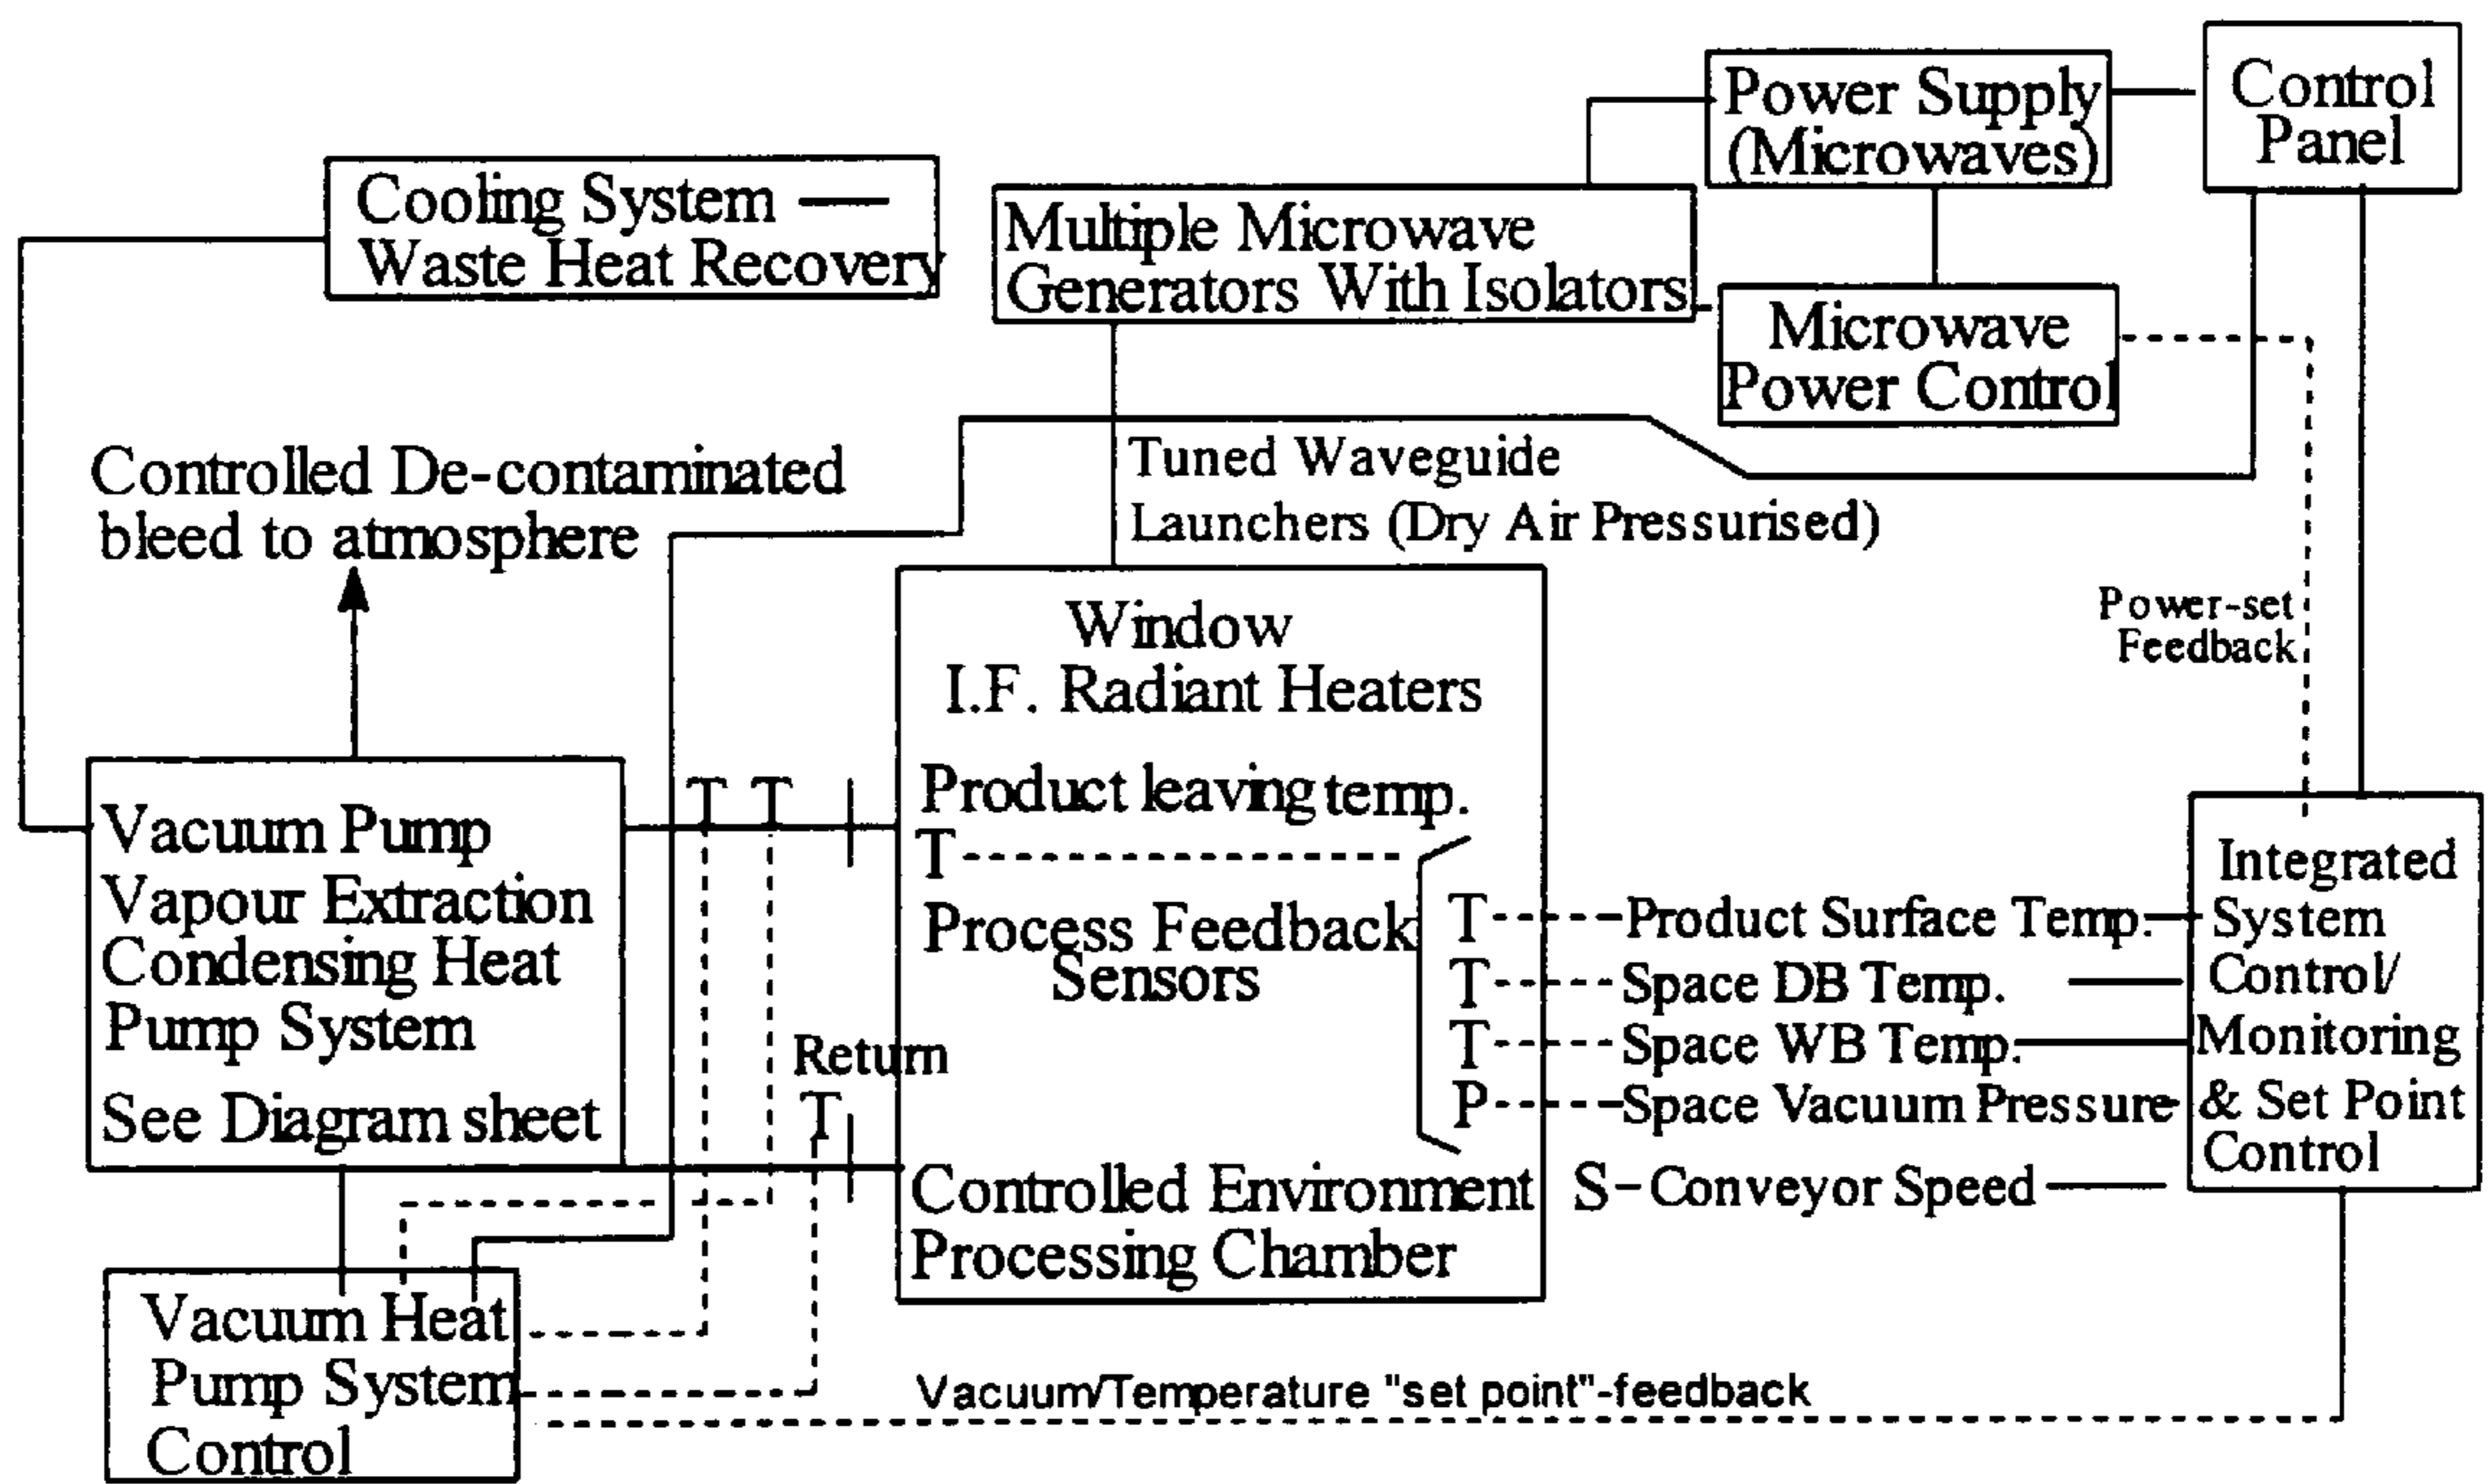 Power Supply
(Microwaves)
Control
Panel
Cooling System —
Waste Heat Recovery
Multiple Microwave
Generators With Isolators
Microwave
Power Control
Controlled De-contaminated
bleed to atmosphere
Tuned Waveguide
Launchers (Dry Air Pressurised)
Power-set
Feedback
Window
I.F. Radiant Heaters
Product leaving temp.
T
Process Feedback
Sensors
Controlled Environment
Processing Chamber
T T
Return
T
Vacuum Pump
Vapour Extraction
Condensing Heat
Pump System
See Diagram sheet
T Product Surface Temp.
T Space DB Temp.
T Space WB Temp.
P Space Vacuum Pressure
S-Conveyor Speed
Integrated
System
Control/
Monitoring
& Set Point
Control
Vacuum Heat
Pump System
Control
Vacuum/Temperature "set point"-feedback